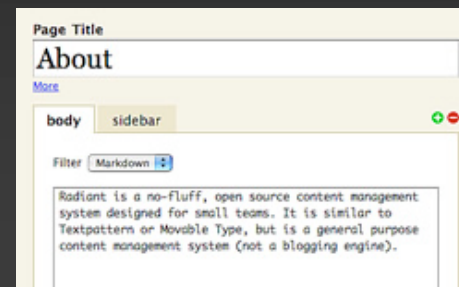 Page Title
About
More
body sidebar
Filter Markdown
Radiant is a no-fluff, open source content management
system designed for small teams. It is similar to
Textpattern or Movable Type, but is a general purpose
content management system (not a blogging engine).